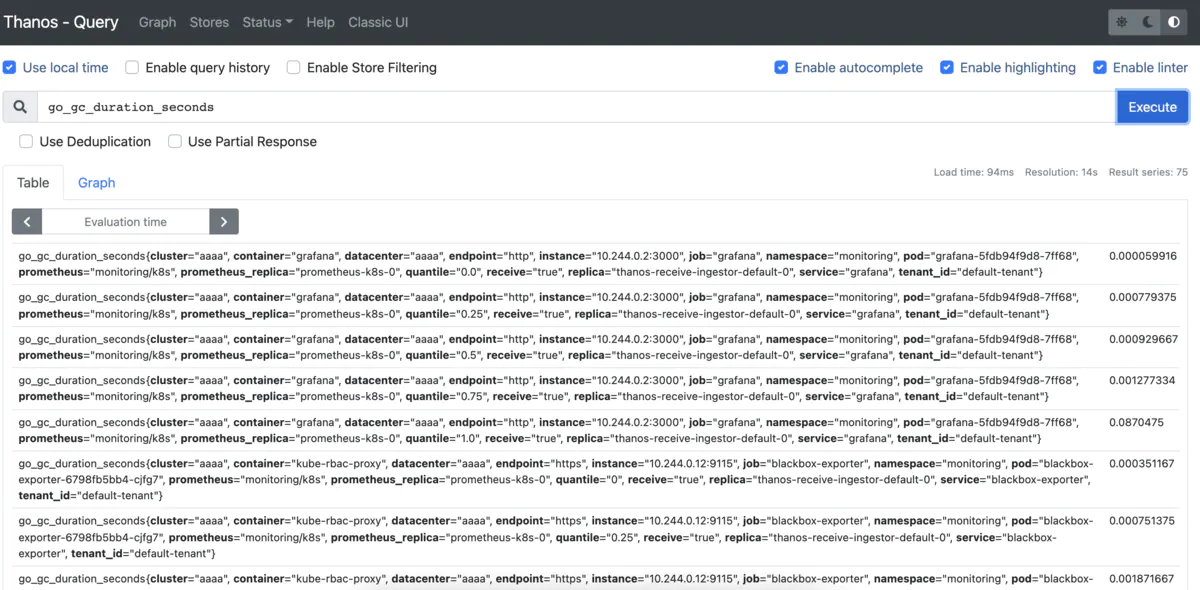 Thanos - Query Graph Stores Status Help Classic UI
Use local time Enable query history Enable Store Filtering Enable autocomplete Enable highlighting Enable linter
go_gc_duration_seconds Execute
Use Deduplication Use Partial Response
Load time: 94ms Resolution: 14s Result series: 75
Table Graph
Evaluation time
go_gc_duration_seconds{cluster="aaaa", container="grafana", datacenter="aaaa", endpoint="http", instance="10.244.0.2:3000", job="grafana", namespace="monitoring", pod="grafana-5fdb94f9d8-7ff68", 0.000059916
prometheus="monitoring/k8s", prometheus_replica="prometheus-k8s-0", quantile="0.0", receive="true", replica="thanos-receive-ingestor-default-0", service="grafana", tenant_id="default-tenant"}
go_gc_duration_seconds{cluster="aaaa", container="grafana", datacenter="aaaa", endpoint="http", instance="10.244.0.2:3000", job="grafana", namespace="monitoring", pod="grafana-5fdb94f9d8-7ff68", 0.000779375
prometheus="monitoring/k8s", prometheus_replica="prometheus-k8s-0", quantile="0.25", receive="true", replica="thanos-receive-ingestor-default-0", service="grafana", tenant_id="default-tenant"}
go_gc_duration_seconds{cluster="aaaa", container="grafana", datacenter="aaaa", endpoint="http", instance="10.244.0.2:3000", job="grafana", namespace="monitoring", pod="grafana-5fdb94f9d8-7ff68", 0.000929667
prometheus="monitoring/k8s", prometheus_replica="prometheus-k8s-0", quantile="0.5", receive="true", replica="thanos-receive-ingestor-default-0", service="grafana", tenant_id="default-tenant"}
go_gc_duration_seconds{cluster="aaaa", container="grafana", datacenter="aaaa", endpoint="http", instance="10.244.0.2:3000", job="grafana", namespace="monitoring", pod="grafana-5fdb94f9d8-7ff68", 0.001277334
prometheus="monitoring/k8s", prometheus_replica="prometheus-k8s-0", quantile="0.75", receive="true", replica="thanos-receive-ingestor-default-0", service="grafana", tenant_id="default-tenant"}
go_gc_duration_seconds{cluster="aaaa", container="grafana", datacenter="aaaa", endpoint="http", instance="10.244.0.2:3000", job="grafana", namespace="monitoring", pod="grafana-5fdb94f9d8-7ff68", 0.0870475
prometheus="monitoring/k8s", prometheus_replica="prometheus-k8s-0", quantile="1.0", receive="true", replica="thanos-receive-ingestor-default-0", service="grafana", tenant_id="default-tenant"}
go_gc_duration_seconds{cluster="aaaa", container="kube-rbac-proxy", datacenter="aaaa", endpoint="https", instance="10.244.0.12:9115", job="blackbox-exporter", namespace="monitoring", pod="blackbox- 0.000351167
exporter-6798fb5bb4-cjfg7", prometheus="monitoring/k8s", prometheus_replica="prometheus-k8s-0", quantile="0", receive="true", replica="thanos-receive-ingestor-default-0", service="blackbox-exporter",
tenant_id="default-tenant"}
go_gc_duration_seconds{cluster="aaaa", container="kube-rbac-proxy", datacenter="aaaa", endpoint="https", instance="10.244.0.12:9115", job="blackbox-exporter", namespace="monitoring", pod="blackbox- 0.000751375
exporter-6798fb5bb4-cjfg7", prometheus="monitoring/k8s", prometheus_replica="prometheus-k8s-0", quantile="0.25", receive="true", replica="thanos-receive-ingestor-default-0", service="blackbox-
exporter", tenant_id="default-tenant"}
go_gc_duration_seconds{cluster="aaaa", container="kube-rbac-proxy", datacenter="aaaa", endpoint="https", instance="10.244.0.12:9115", job="blackbox-exporter", namespace="monitoring", pod="blackbox- 0.001871667